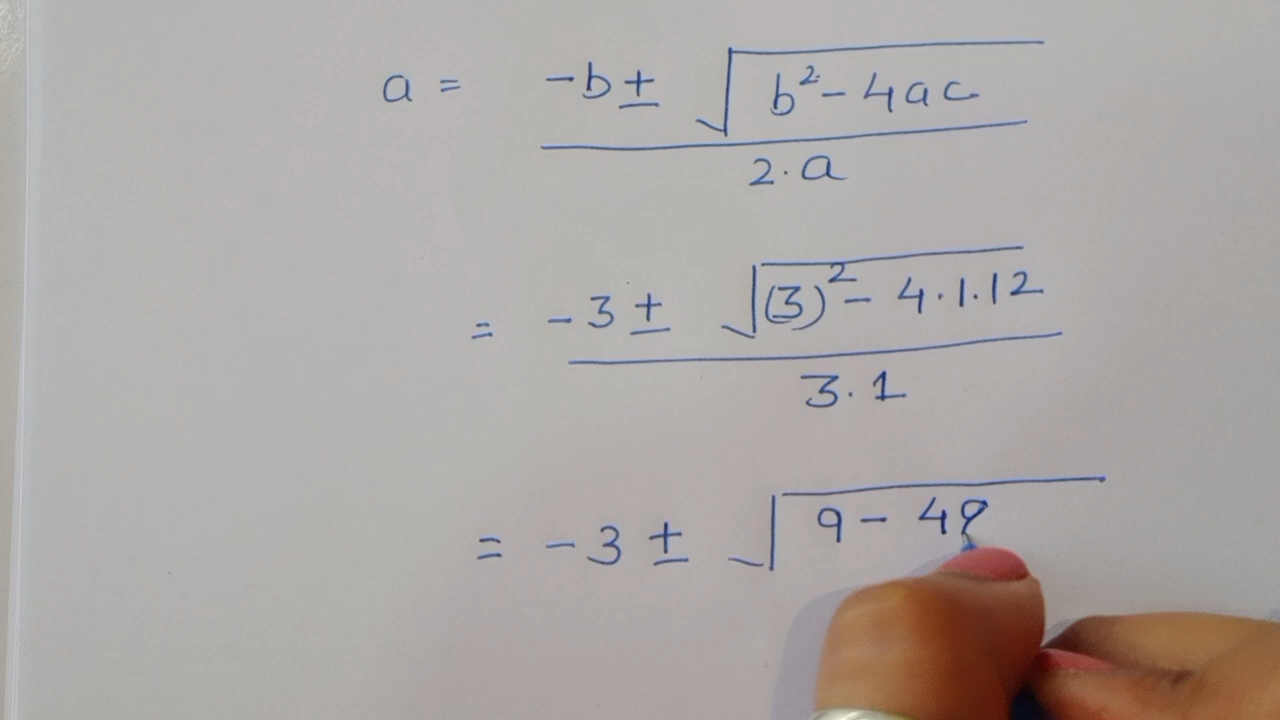 a = -b ± √b² - 4ac
2·a
= -3 ± √(3)² - 4·1·12
3·1
= -3 ± √9 - 48